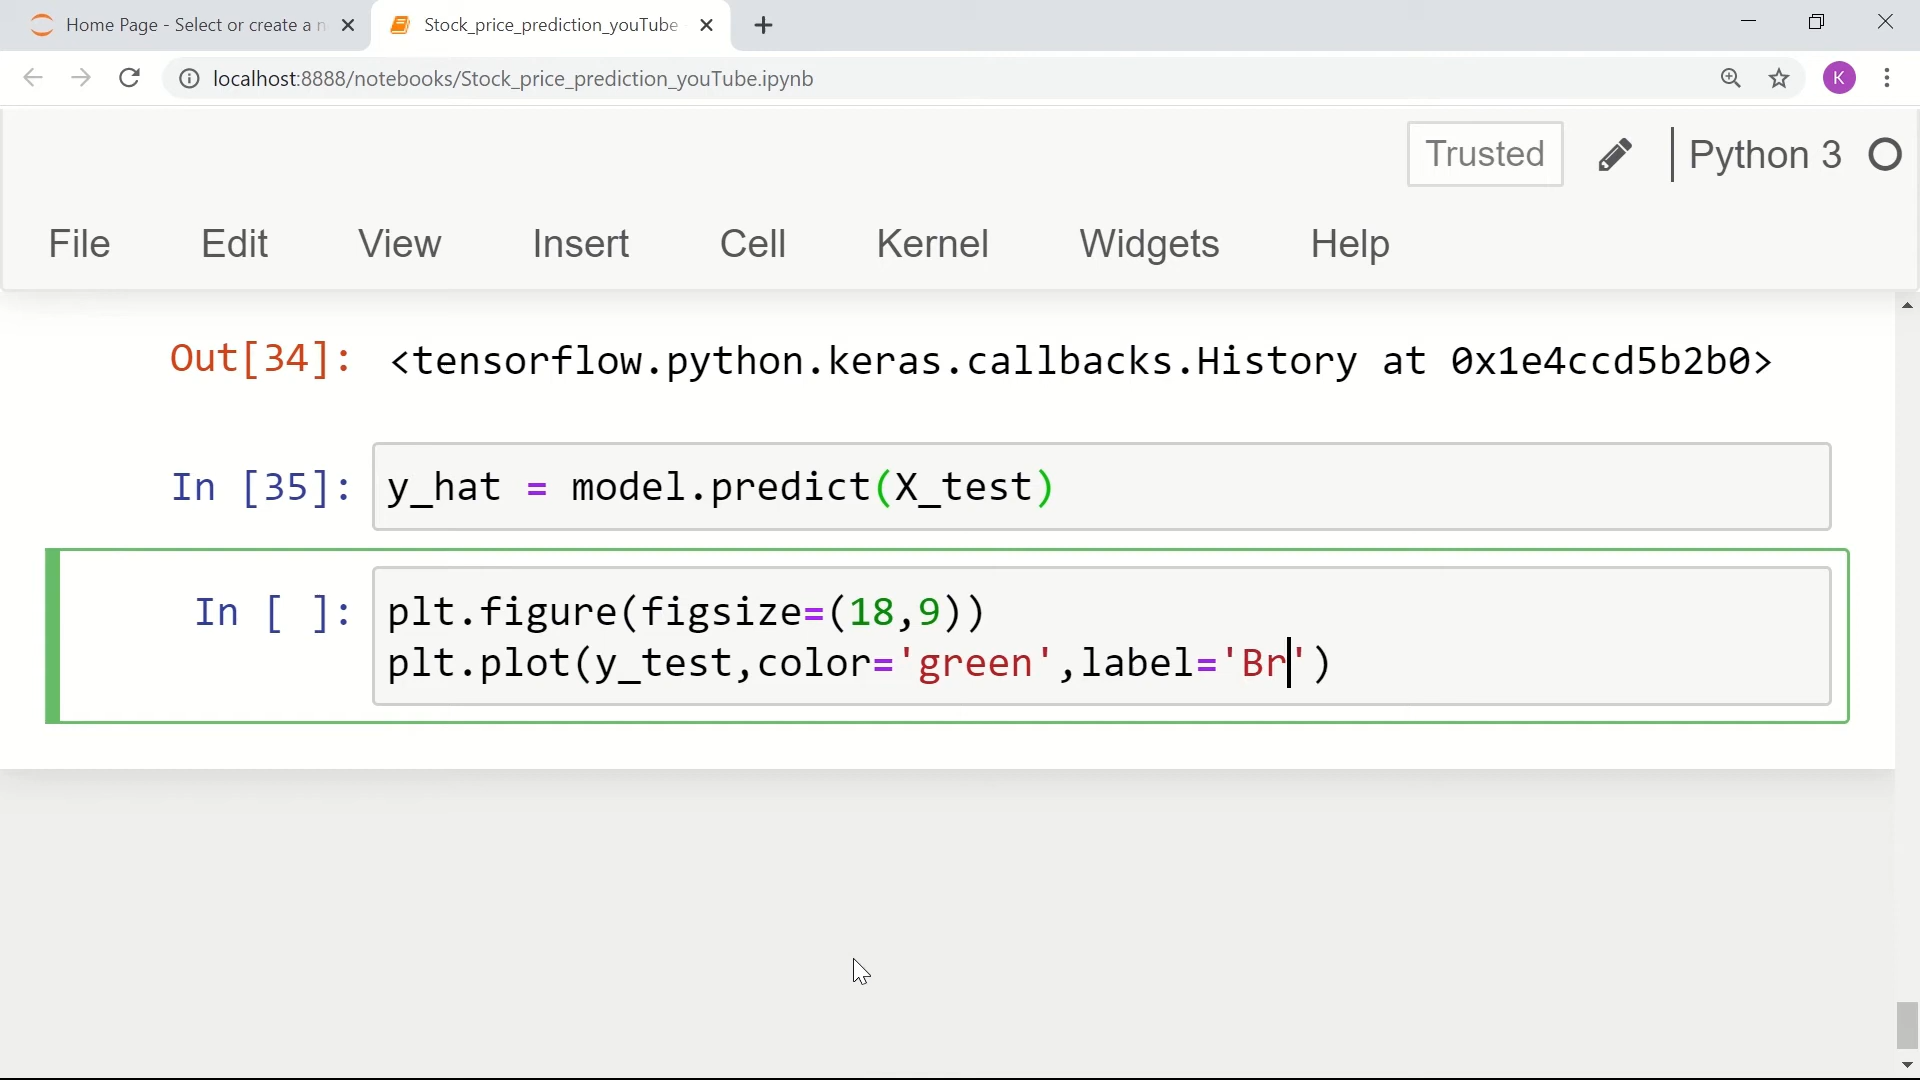 Home Page - Select or create a n
Stock_price_prediction_youTube
localhost:8888/notebooks/Stock_price_prediction_youTube.ipynb
K
Trusted
Python 3
File Edit View Insert Cell Kernel Widgets Help
Out[34]: <tensorflow.python.keras.callbacks.History at 0x1e4ccd5b2b0>
In [35]: y_hat = model.predict(X_test)
In [ ]: plt.figure(figsize=(18,9))
plt.plot(y_test,color='green',label='Br')